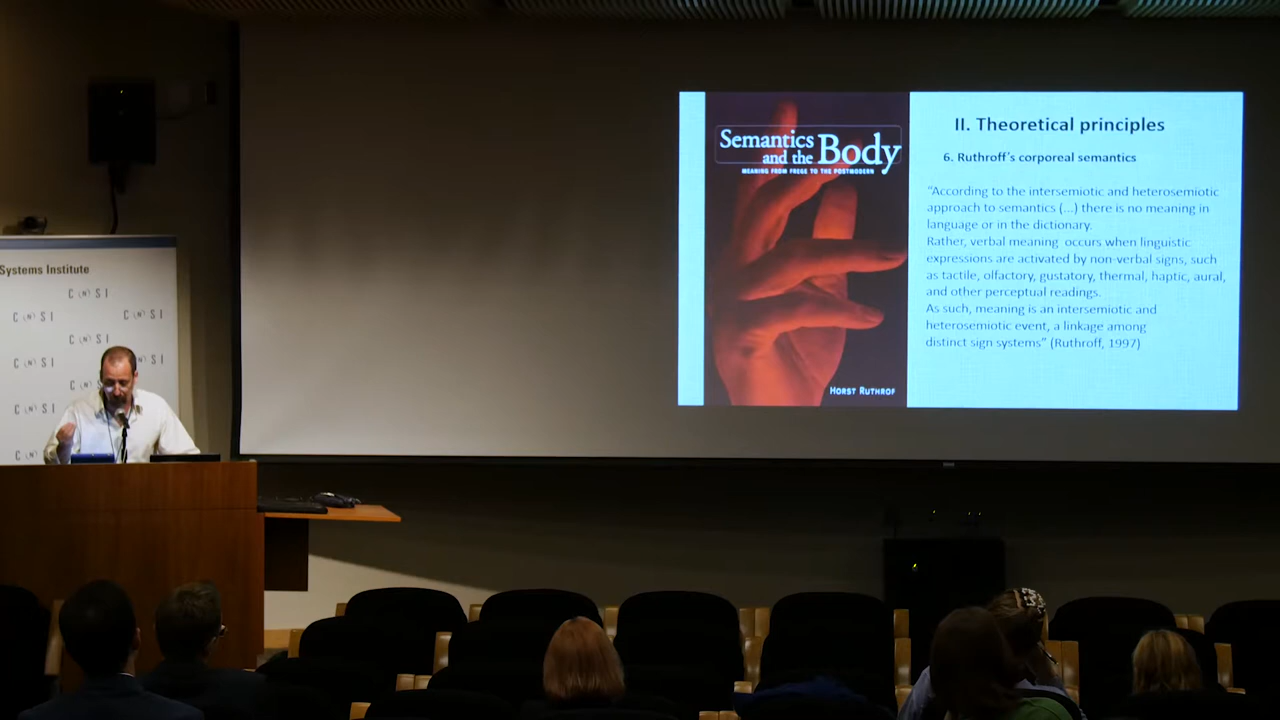 Systems Institute
C (N) S I
C (N) S I
C (N) S I
C (N) S I
C (N) S I
(N) S I
C (N)
C (N) S I
C (N)
Semantics
and the Body
MEANING FROM FREGE TO THE POSTMODERN
HORST RUTHROF
II. Theoretical principles
6. Ruthroff's corporeal semantics
"According to the intersemiotic and heterosemiotic
approach to semantics (...) there is no meaning in
language or in the dictionary.
Rather, verbal meaning occurs when linguistic
expressions are activated by non-verbal signs, such
as tactile, olfactory, gustatory, thermal, haptic, aural,
and other perceptual readings.
As such, meaning is an intersemiotic and
heterosemiotic event, a linkage among
distinct sign systems" (Ruthroff, 1997)